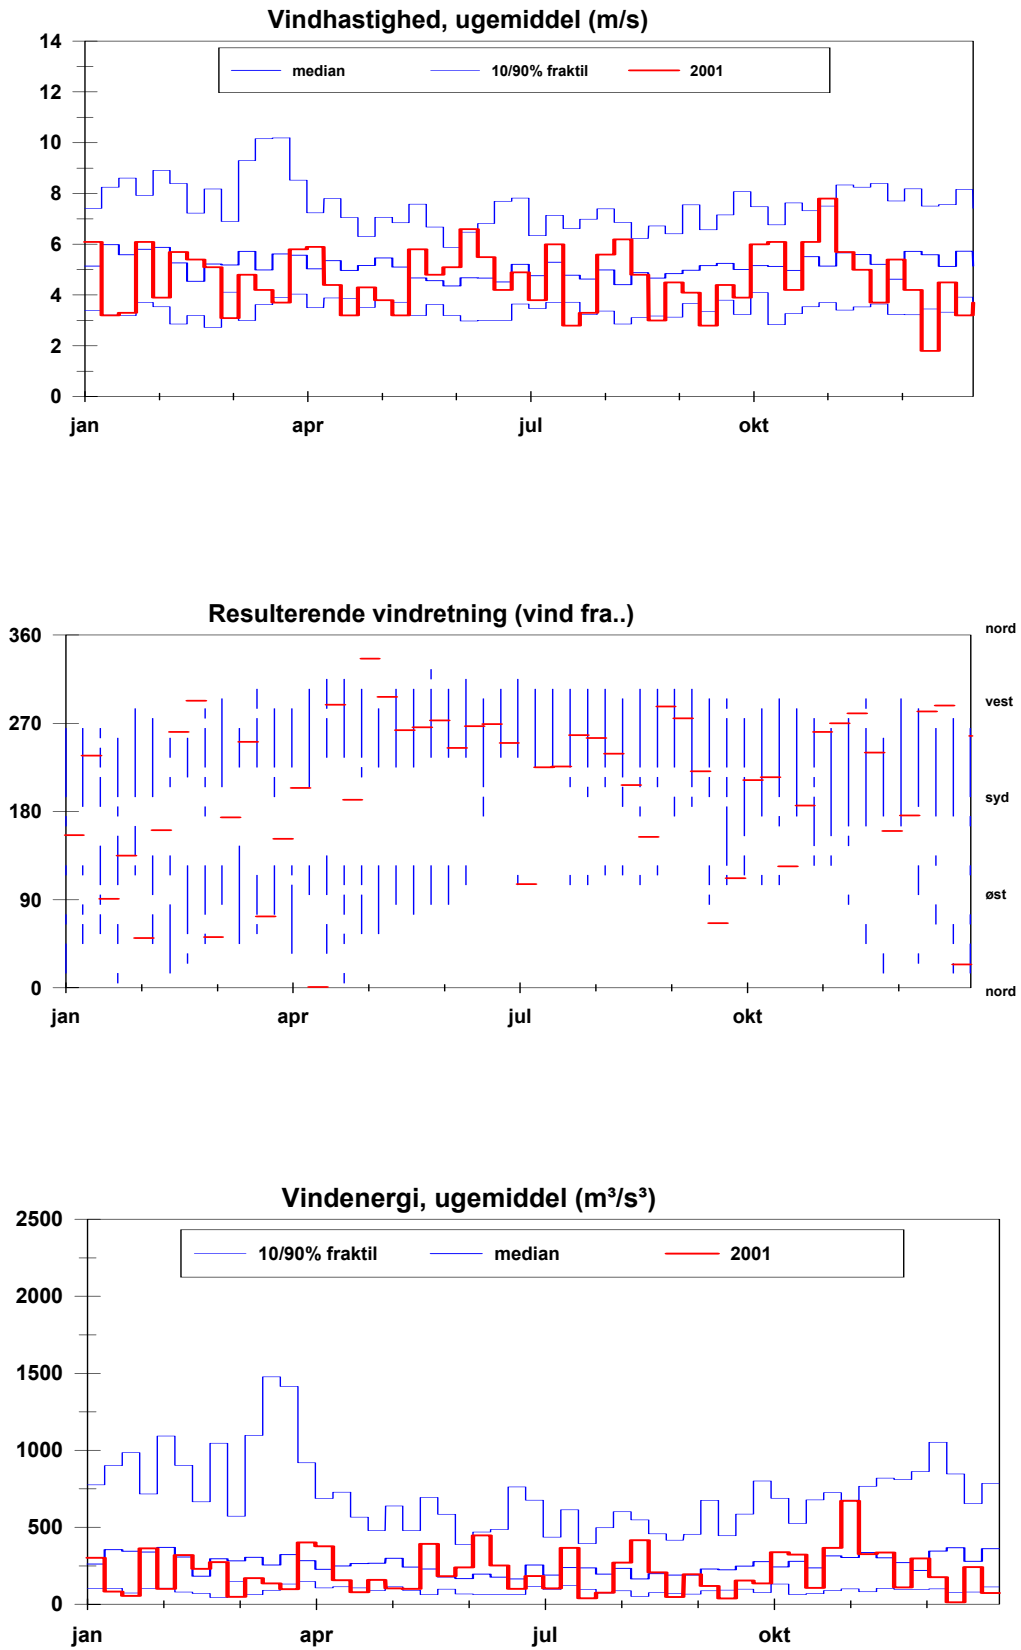 Vindhastighed, ugemiddel (m/s)
14
median 10/90% fraktil 2001
12
10
8
6
4
2
0
jan apr jul okt
Resulterende vindretning (vind fra..)
360 nord
270 vest
180 syd
90 øst
0 nord
jan apr jul okt
Vindenergi, ugemiddel (m³/s³)
2500
10/90% fraktil median 2001
2000
1500
1000
500
0
jan apr jul okt